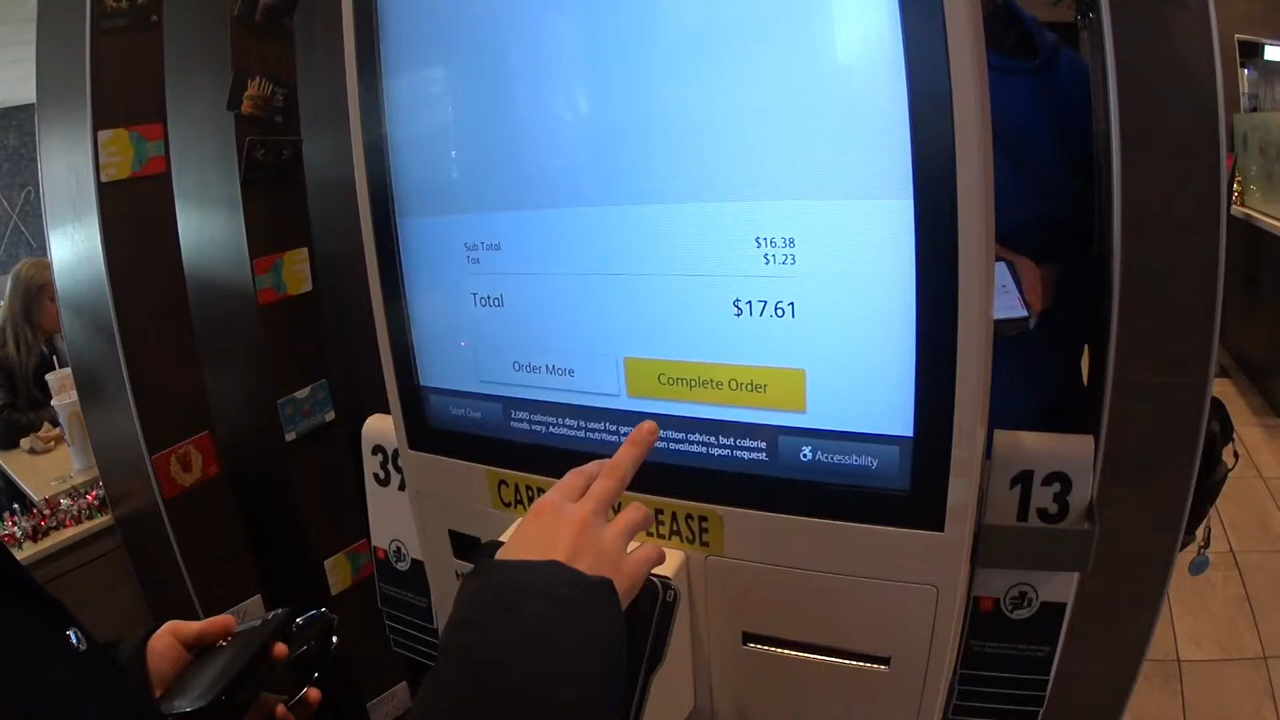 Sub Total $16.38
Tax $1.23
Total $17.61
Order More
Complete Order
Start Over
2,000 calories a day is used for nutrition advice, but calorie
needs vary. Additional nutrition available upon request.
Accessibility
39
13
LEASE